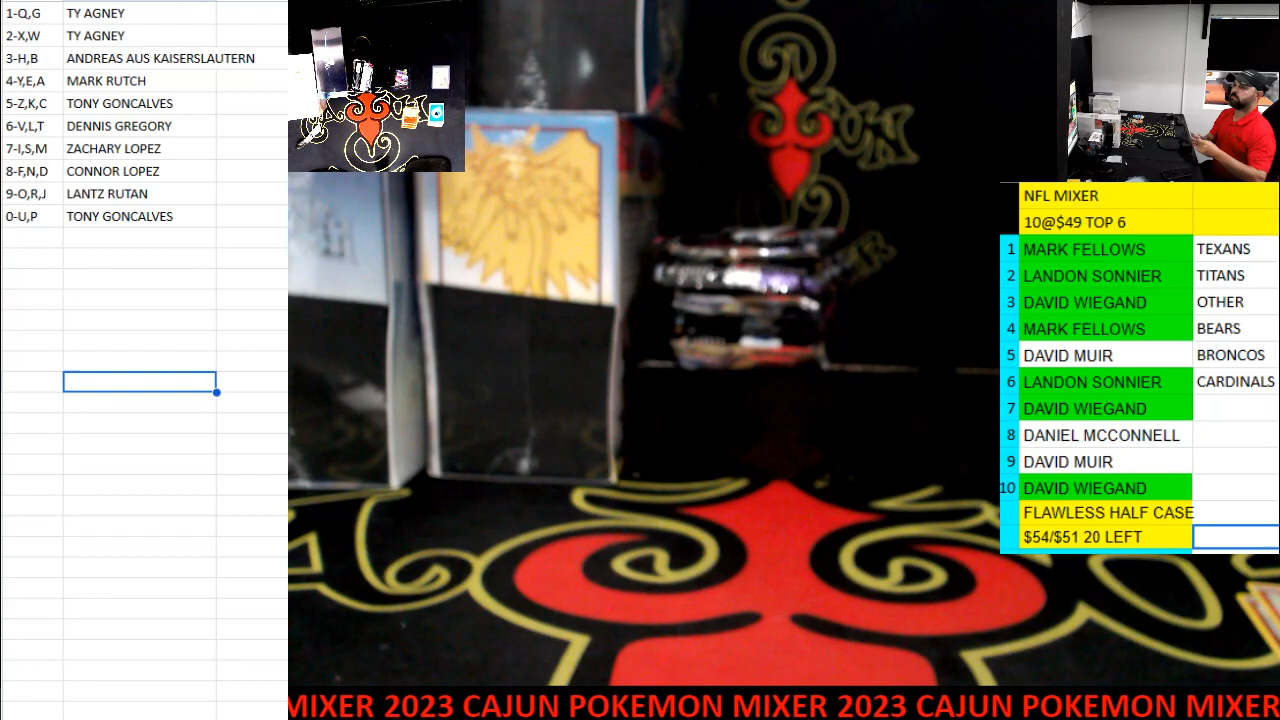 1-Q,G TY AGNEY
2-X,W TY AGNEY
3-H,B ANDREAS AUS KAISERSLAUTERN
4-Y,E,A MARK RUTCH
5-Z,K,C TONY GONCALVES
6-V,L,T DENNIS GREGORY
7-I,S,M ZACHARY LOPEZ
8-F,N,D CONNOR LOPEZ
9-O,R,J LANTZ RUTAN
0-U,P TONY GONCALVES
NFL MIXER
10@$49 TOP 6
1 MARK FELLOWS TEXANS
2 LANDON SONNIER TITANS
3 DAVID WIEGAND OTHER
4 MARK FELLOWS BEARS
5 DAVID MUIR BRONCOS
6 LANDON SONNIER CARDINALS
7 DAVID WIEGAND
8 DANIEL MCCONNELL
9 DAVID MUIR
10 DAVID WIEGAND
FLAWLESS HALF CASE
$54/$51 20 LEFT
MIXER 2023 CAJUN POKEMON MIXER 2023 CAJUN POKEMON MIXER